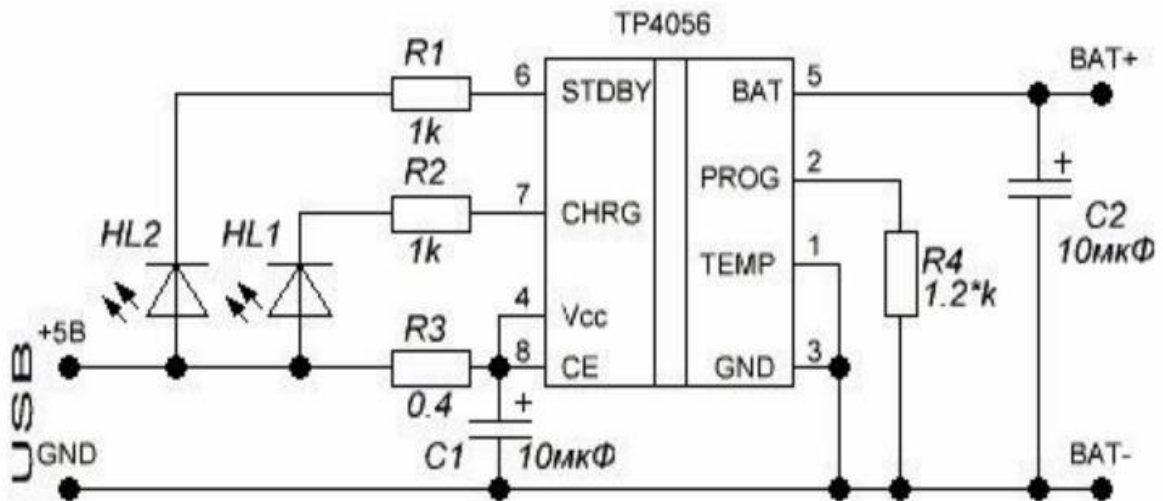 TP4056
R1
1k
6
STDBY
BAT
5
BAT+
R2
1k
7
CHRG
PROG
2
C2
10мкФ
+
HL2
HL1
TEMP
1
R4
1.2*k
4
Vcc
+5В
R3
0.4
8
CE
GND
3
USB
C1
10мкФ
+
GND
BAT-